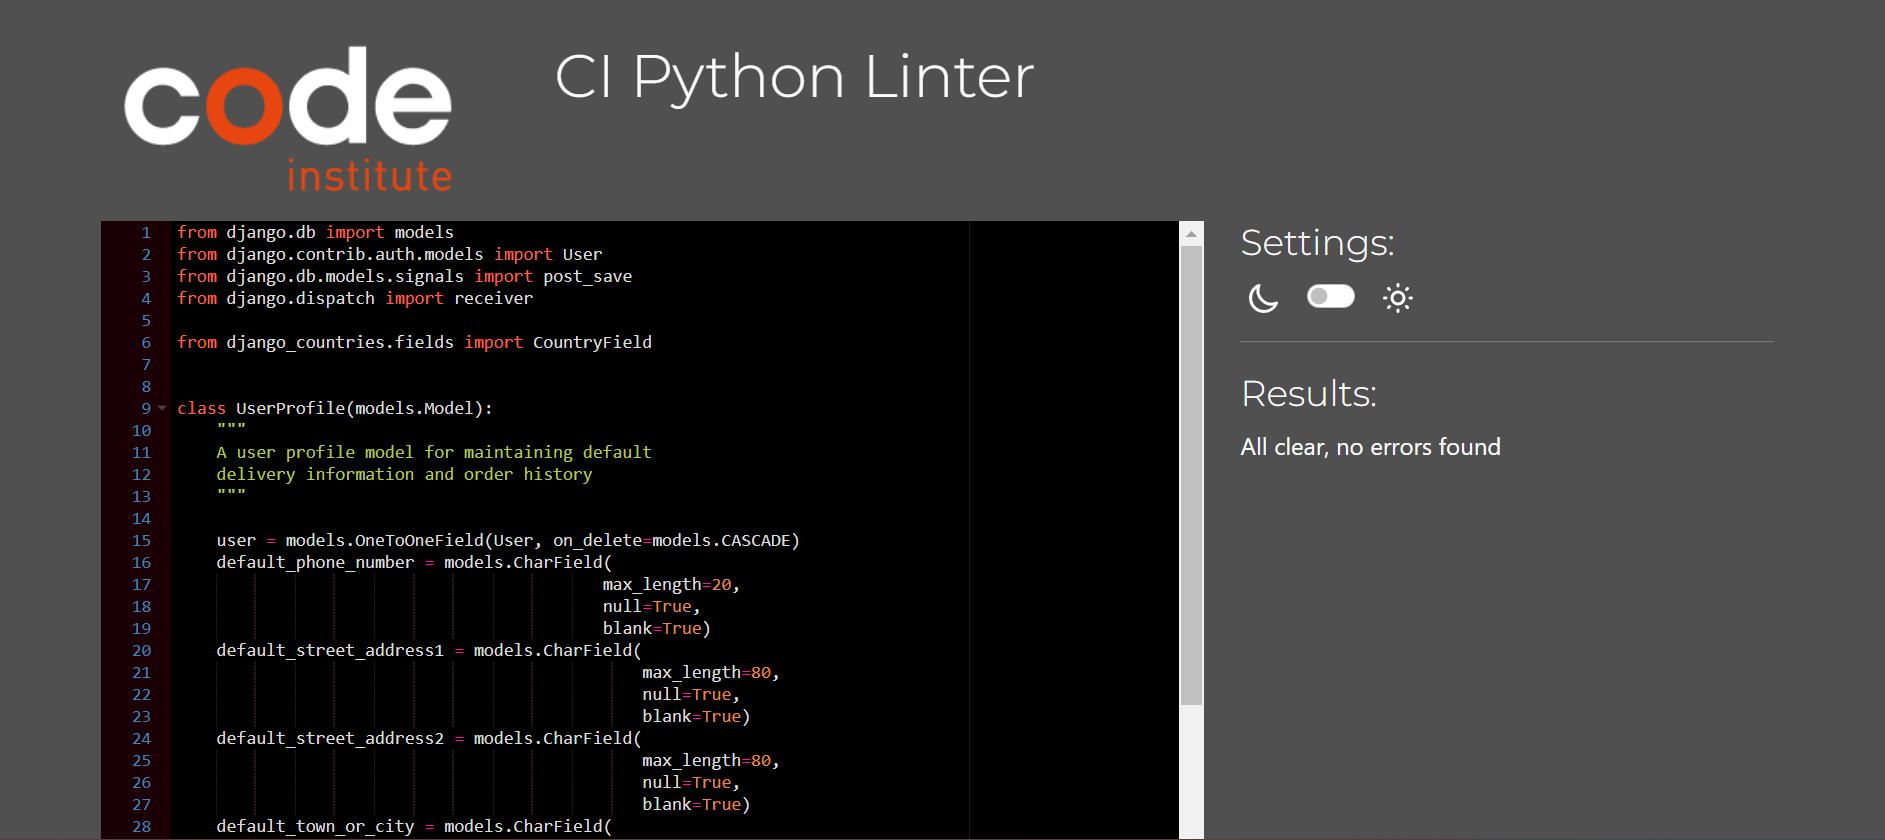 code
institute
CI Python Linter
1 from django.db import models
2 from django.contrib.auth.models import User
3 from django.db.models.signals import post_save
4 from django.dispatch import receiver
5
6 from django_countries.fields import CountryField
7
8
9 class UserProfile(models.Model):
10     """
11     A user profile model for maintaining default
12     delivery information and order history
13     """
14
15     user = models.OneToOneField(User, on_delete=models.CASCADE)
16     default_phone_number = models.CharField(
17                                            max_length=20,
18                                            null=True,
19                                            blank=True)
20     default_street_address1 = models.CharField(
21                                                max_length=80,
22                                                null=True,
23                                                blank=True)
24     default_street_address2 = models.CharField(
25                                                max_length=80,
26                                                null=True,
27                                                blank=True)
28     default_town_or_city = models.CharField(
Settings:
Results:
All clear, no errors found